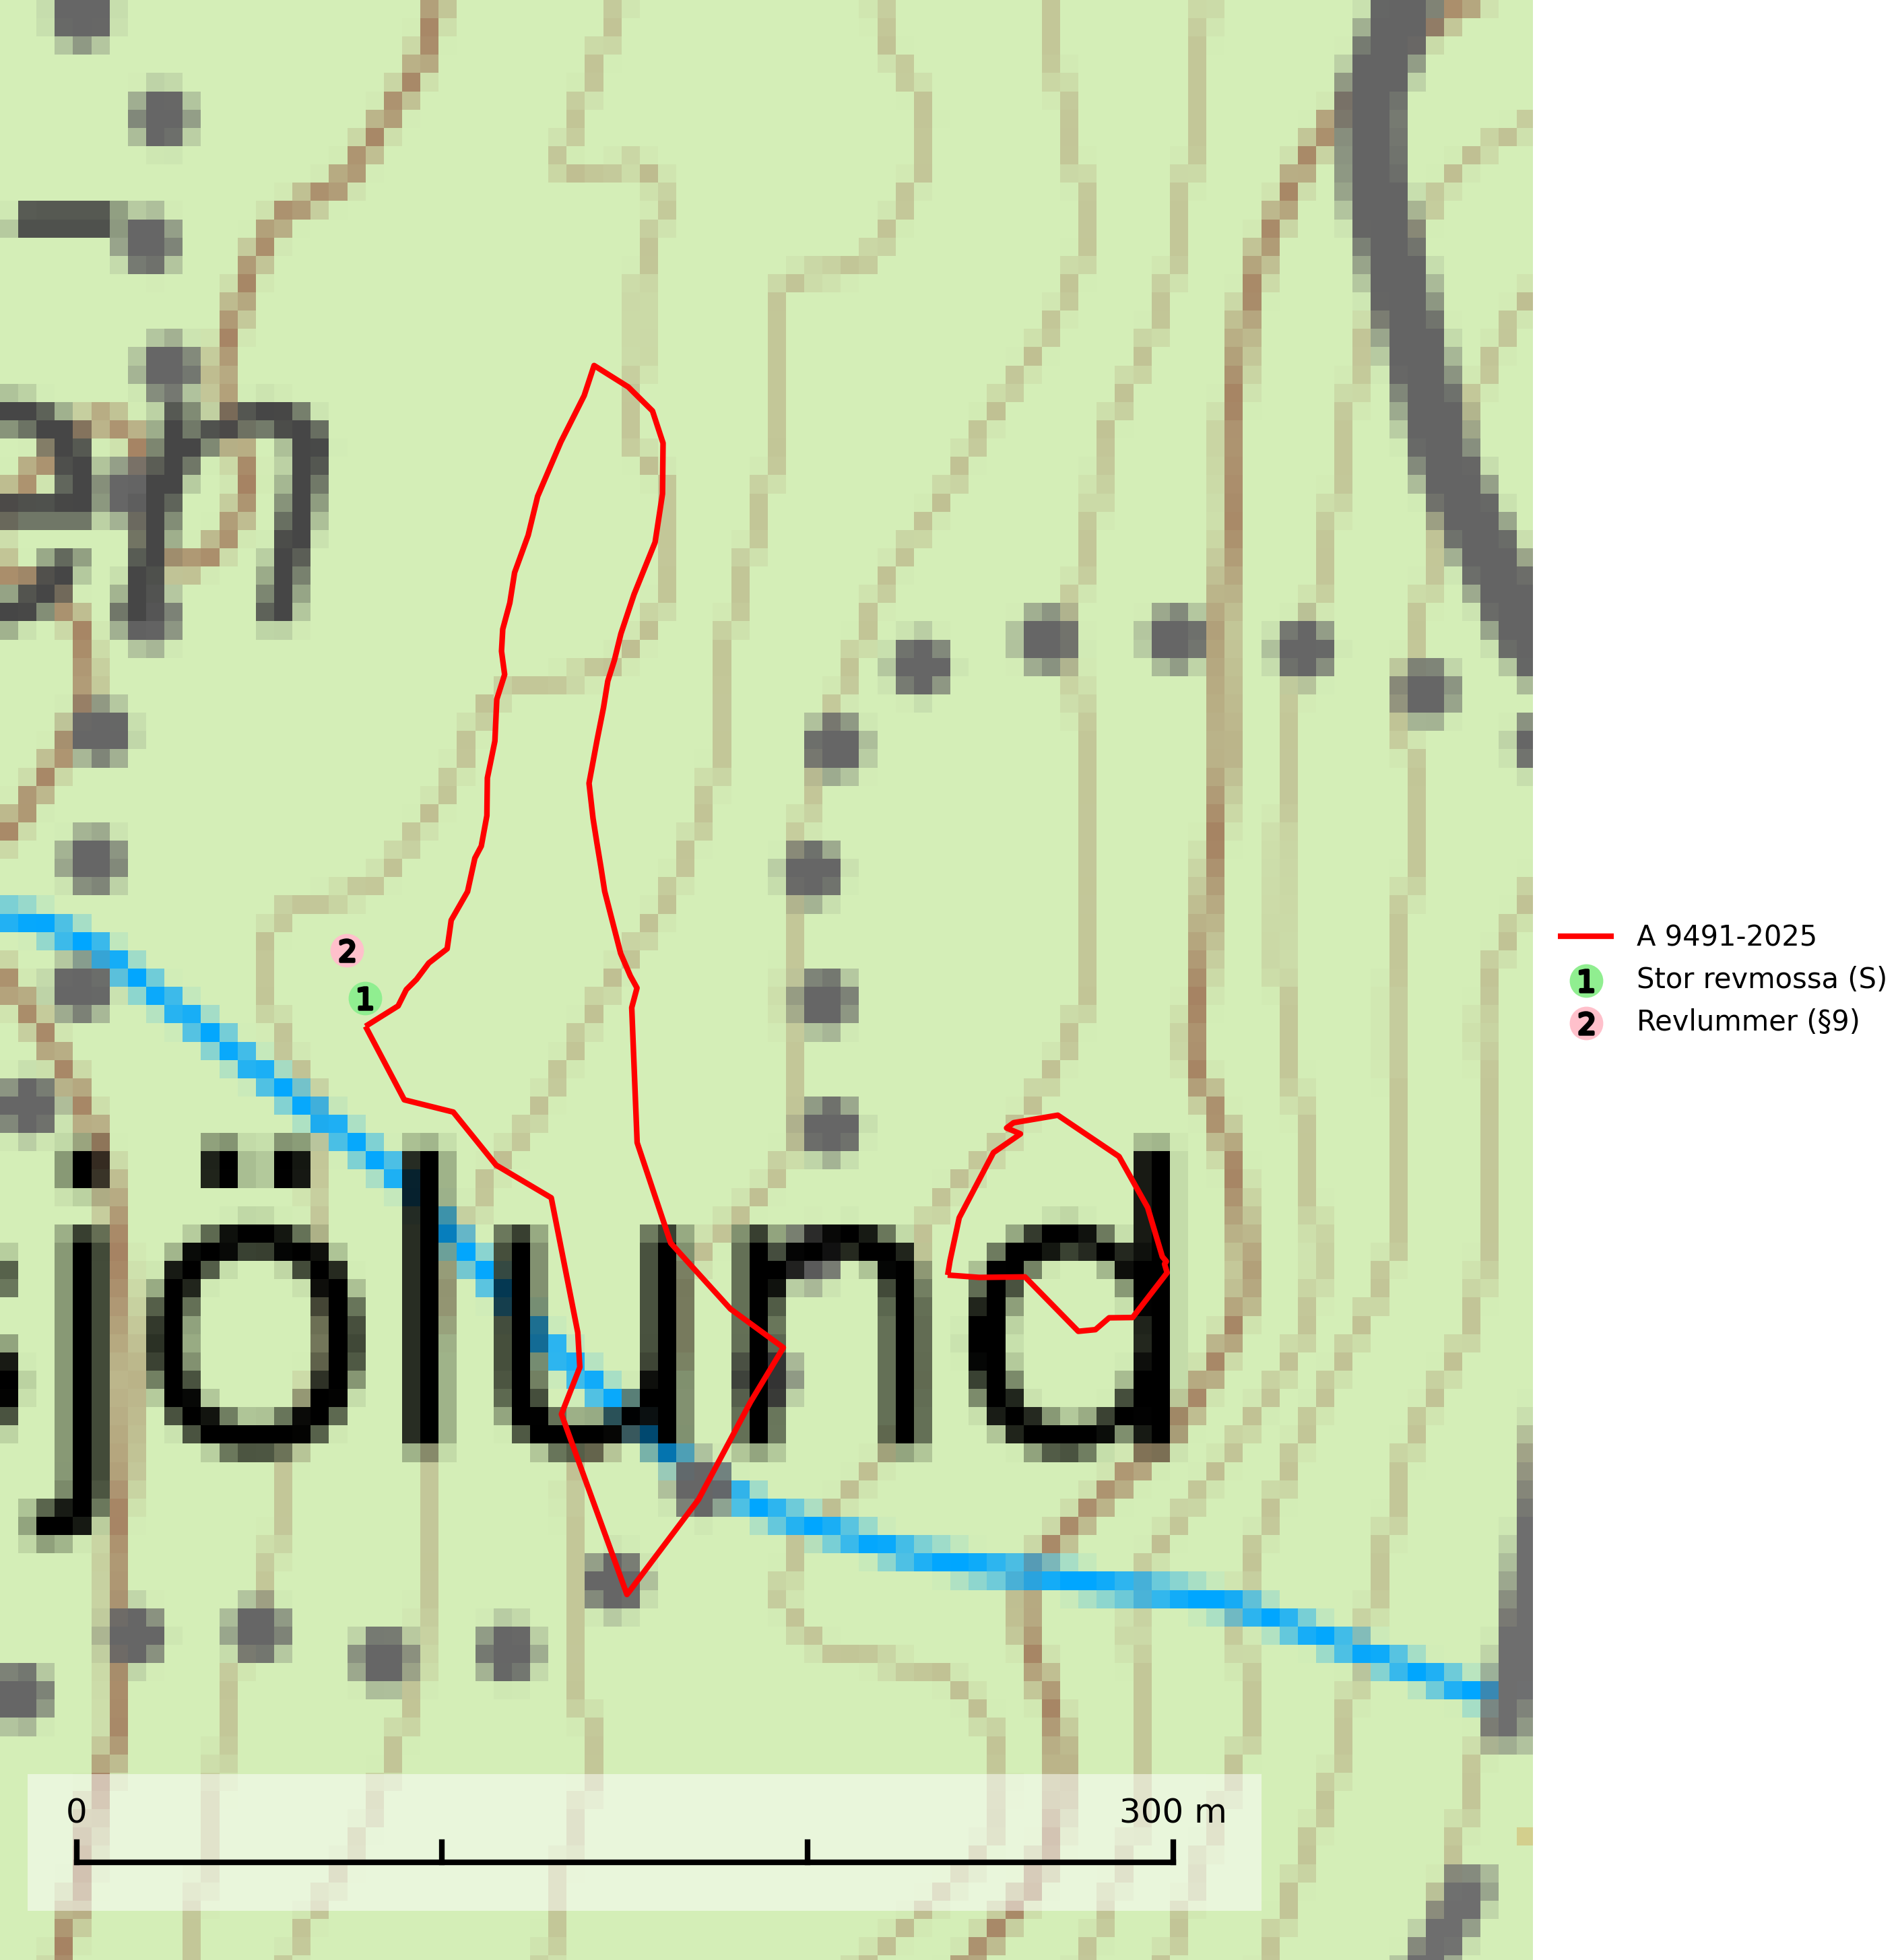 2
1
jölund
0
300 m
A 9491-2025
1 Stor revmossa (S)
2 Revlummer (§9)